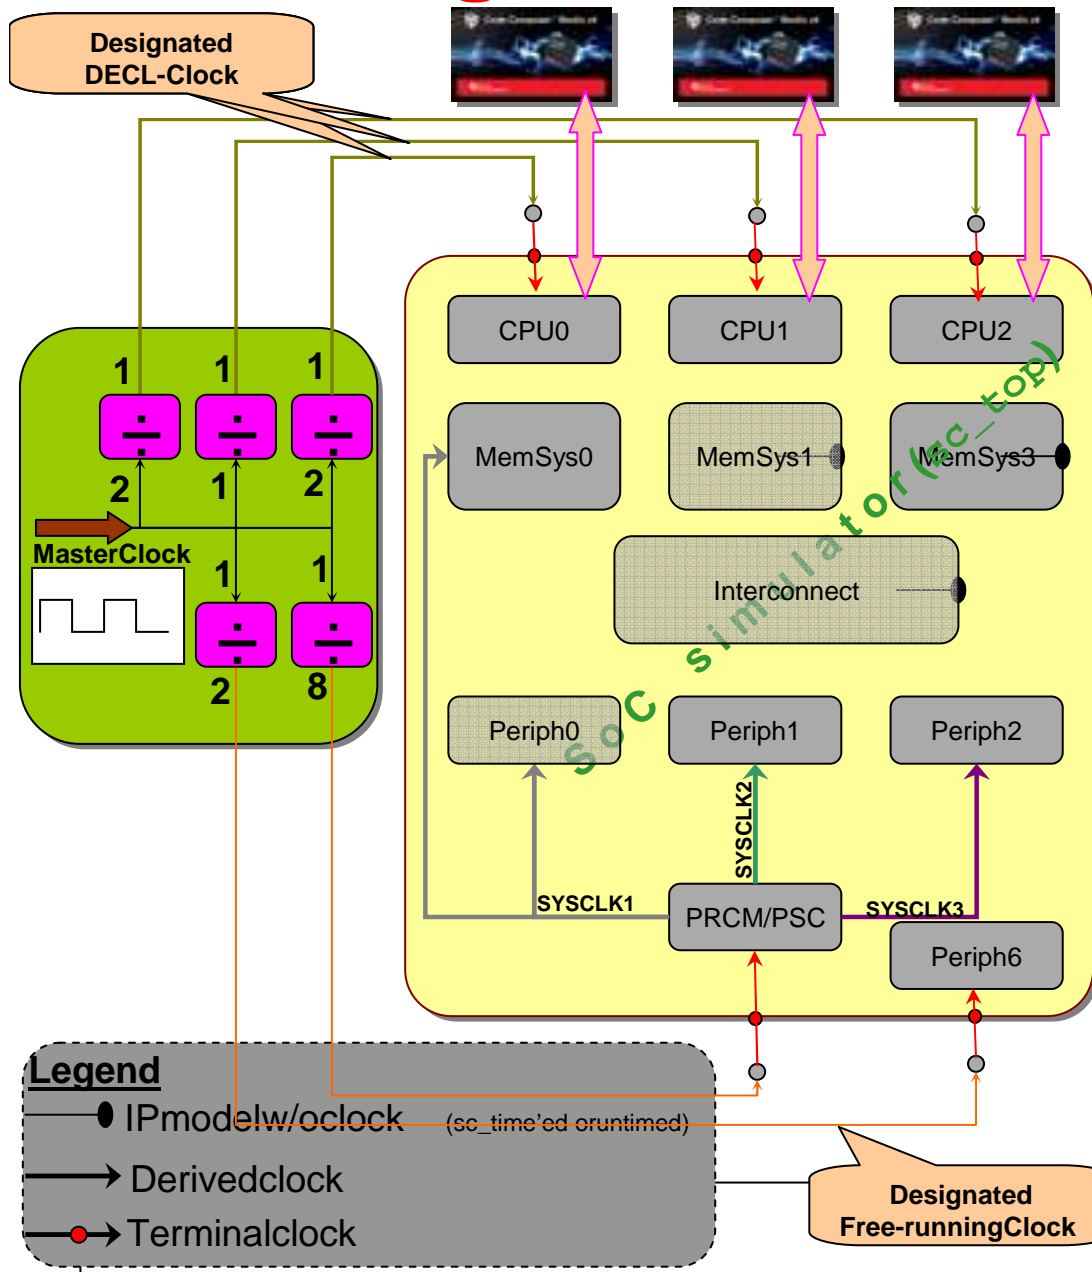 Designated
DECL-Clock
CPU0
CPU1
CPU2
1
1
1
MemSys0
MemSys1
MemSys3
2
1
2
MasterClock
1
1
Interconnect
SoC simulator(sc_top)
2
8
Periph0
Periph1
Periph2
SYSCLK2
SYSCLK1
PRCM/PSC
SYSCLK3
Periph6
Legend
IPmodelw/oclock (sc_time'ed oruntimed)
Derivedclock
Terminalclock
Designated
Free-runningClock